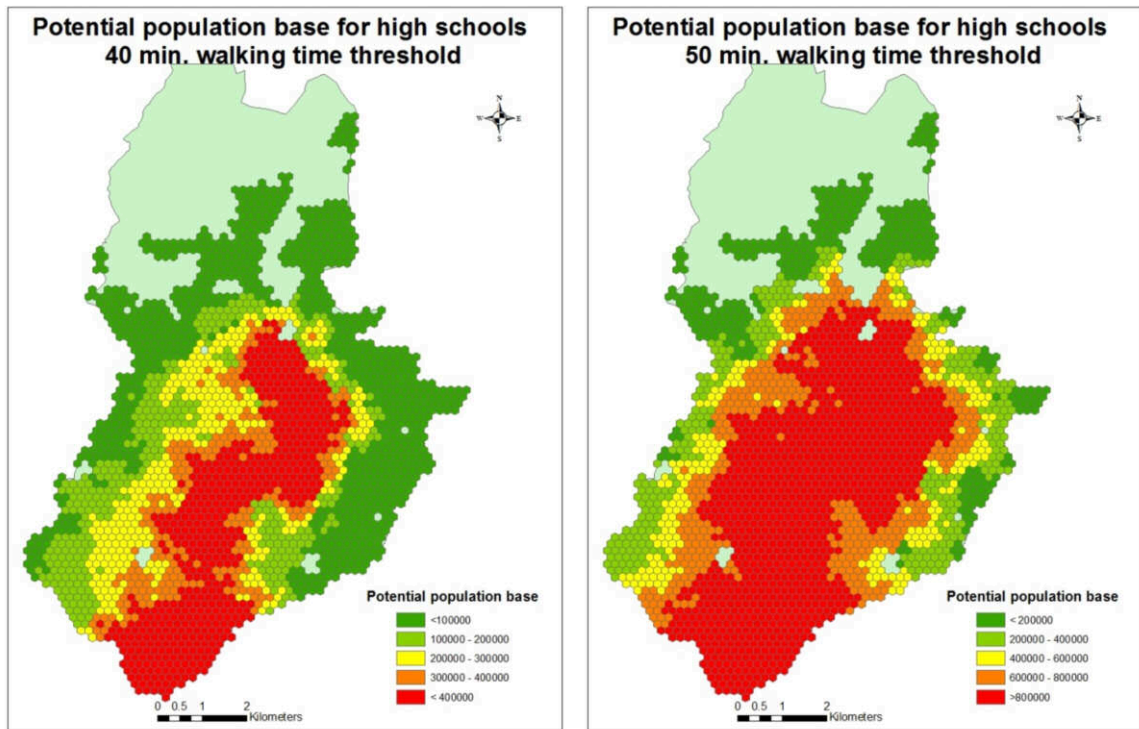 Potential population base for high schools
40 min. walking time threshold
N
W E
S
Potential population base
<100000
100000 - 200000
200000 - 300000
300000 - 400000
< 400000
0 0.5 1 2
Kilometers
Potential population base for high schools
50 min. walking time threshold
N
W E
S
Potential population base
< 200000
200000 - 400000
400000 - 600000
600000 - 800000
>800000
0 0.5 1 2
Kilometers